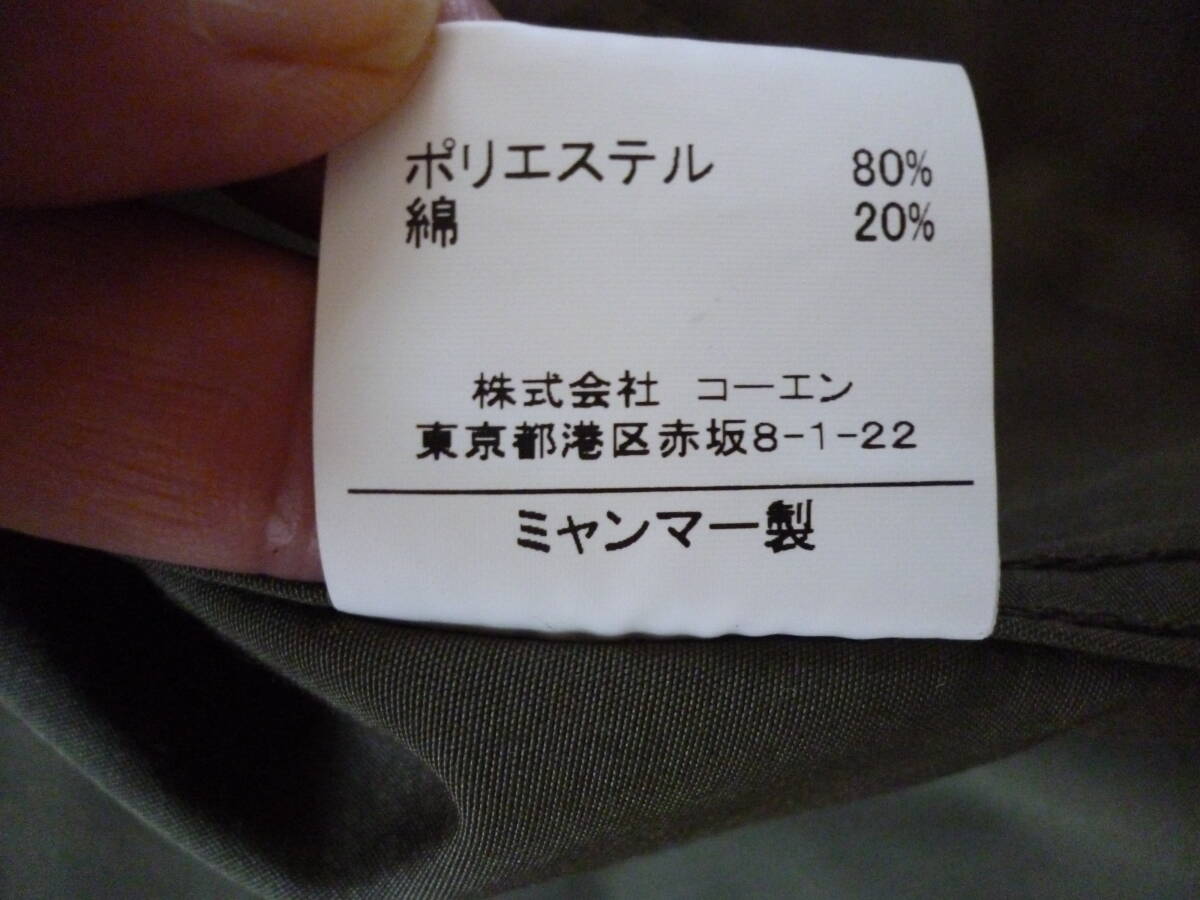 ポリエステル 80%
綿 20%
株式会社 コーエン
東京都港区赤坂8-1-22
ミャンマー製